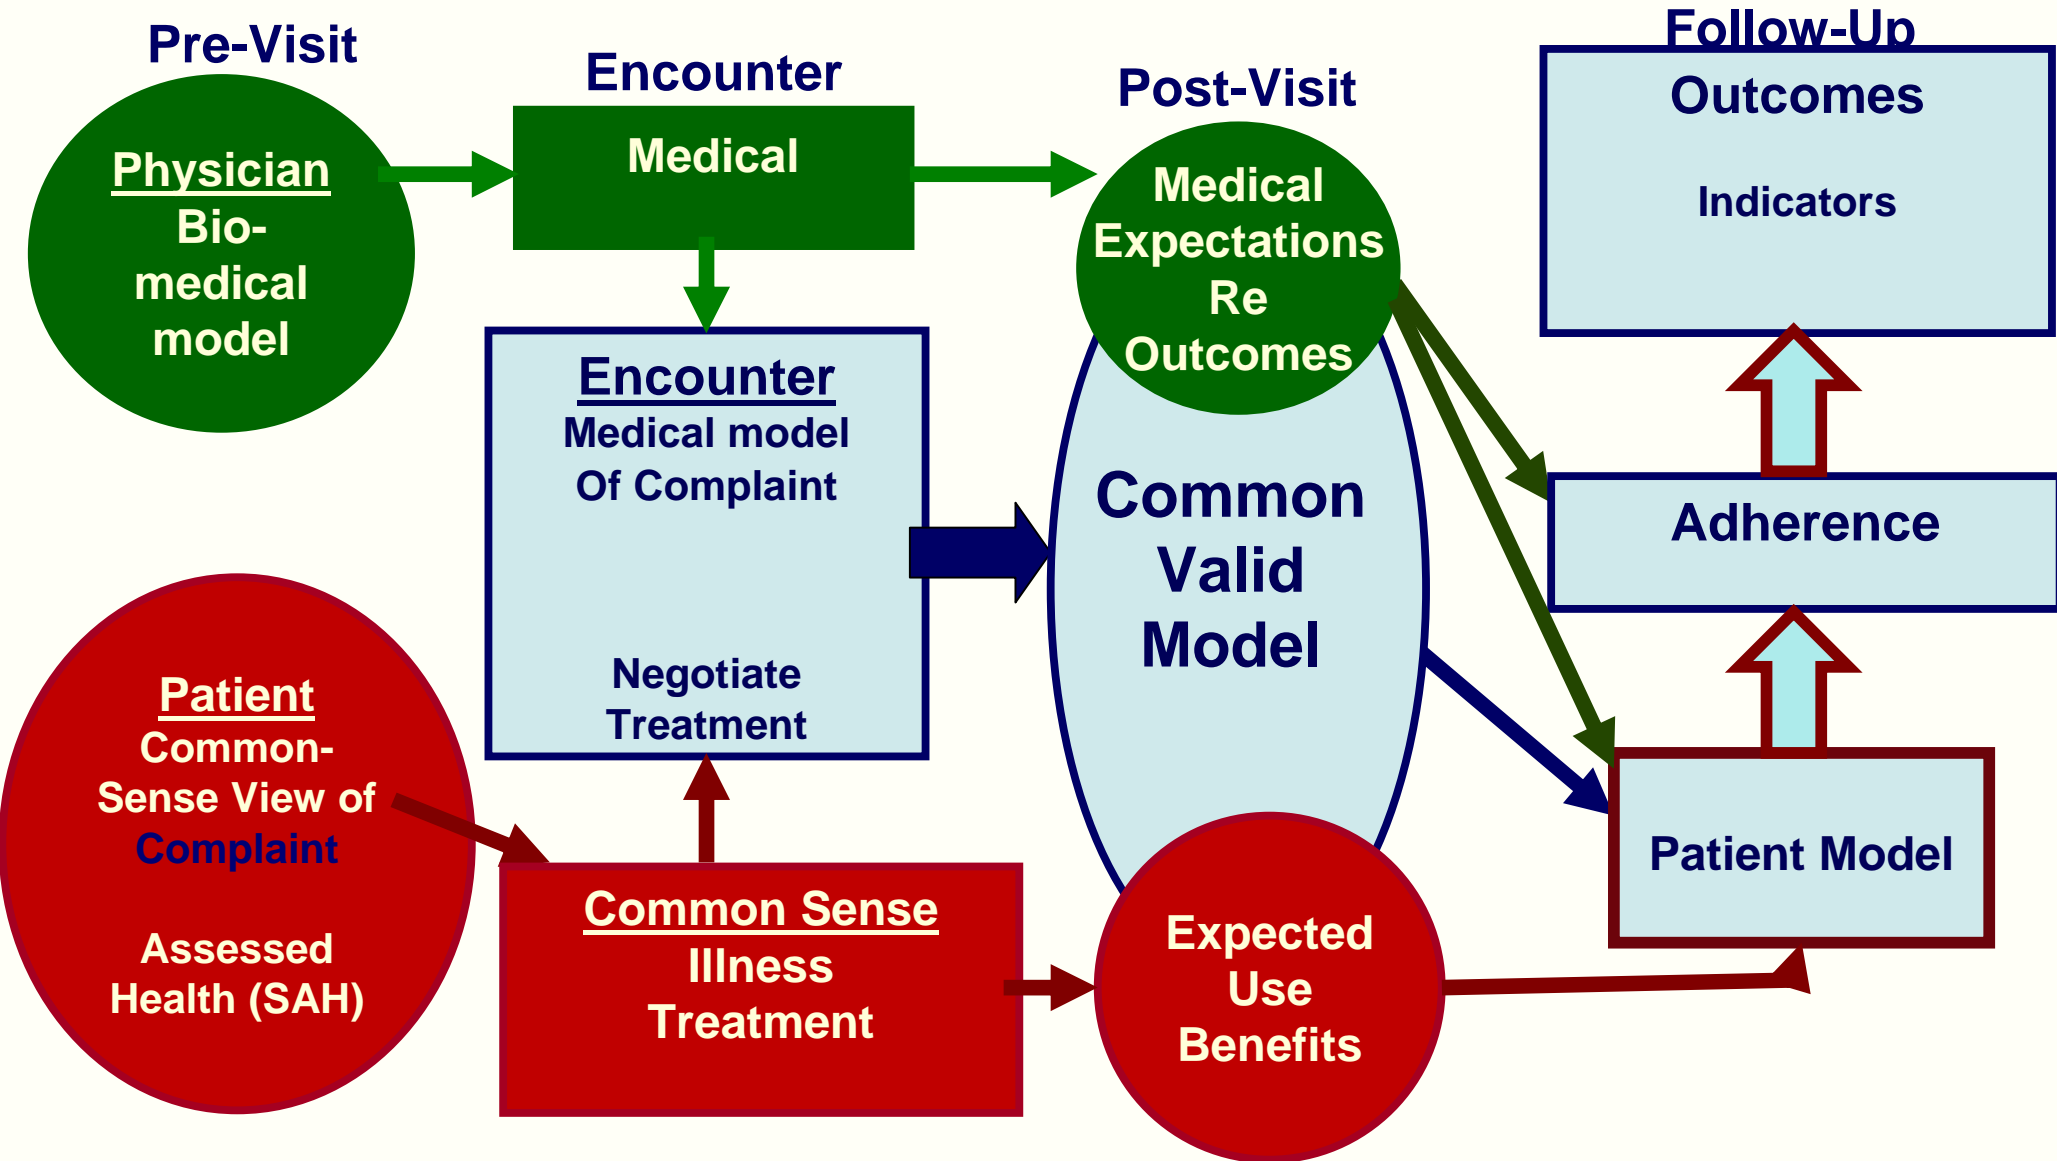 Pre-Visit
Physician
Bio-
medical
model
Patient
Common-
Sense View of
Complaint
Assessed
Health (SAH)
Encounter
Medical
Encounter
Medical model
Of Complaint
Negotiate
Treatment
Common Sense
Illness
Treatment
Post-Visit
Medical
Expectations
Re
Outcomes
Common
Valid
Model
Expected
Use
Benefits
Follow-Up
Outcomes
Indicators
Adherence
Patient Model